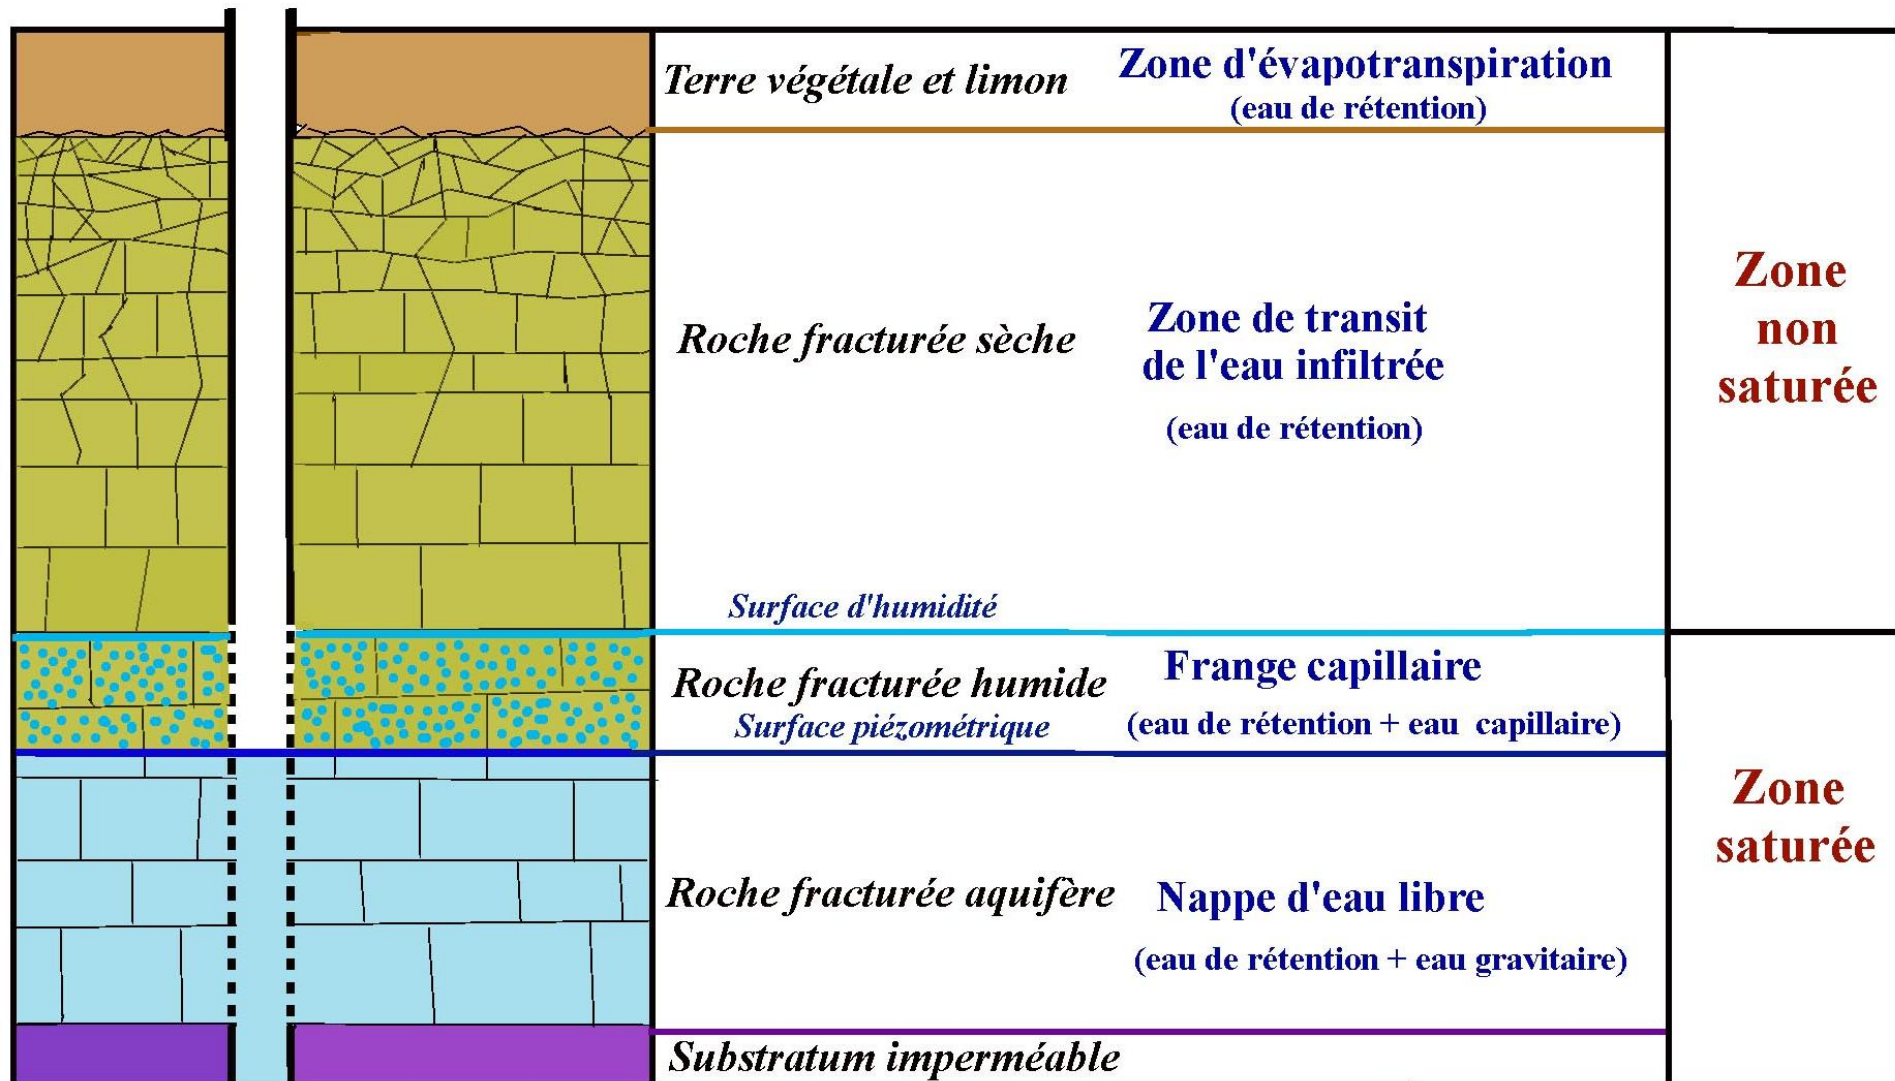 Terre végétale et limon
Zone d'évapotranspiration
(eau de rétention)
Roche fracturée sèche
Zone de transit
de l'eau infiltrée
(eau de rétention)
Zone
non
saturée
Surface d'humidité
Roche fracturée humide
Frange capillaire
(eau de rétention + eau capillaire)
Surface piézométrique
Zone
saturée
Roche fracturée aquifère
Nappe d'eau libre
(eau de rétention + eau gravitaire)
Substratum imperméable